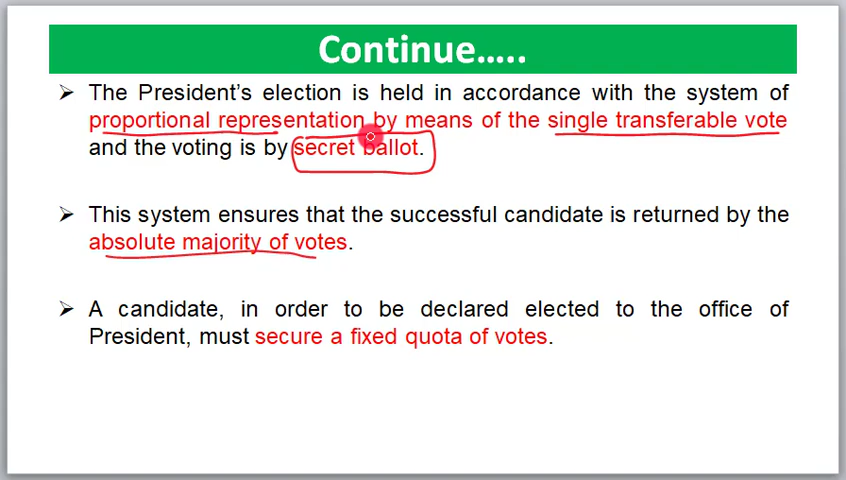 Continue.....
➢ The President's election is held in accordance with the system of
proportional representation by means of the single transferable vote
and the voting is by secret ballot.
➢ This system ensures that the successful candidate is returned by the
absolute majority of votes.
➢ A candidate, in order to be declared elected to the office of
President, must secure a fixed quota of votes.